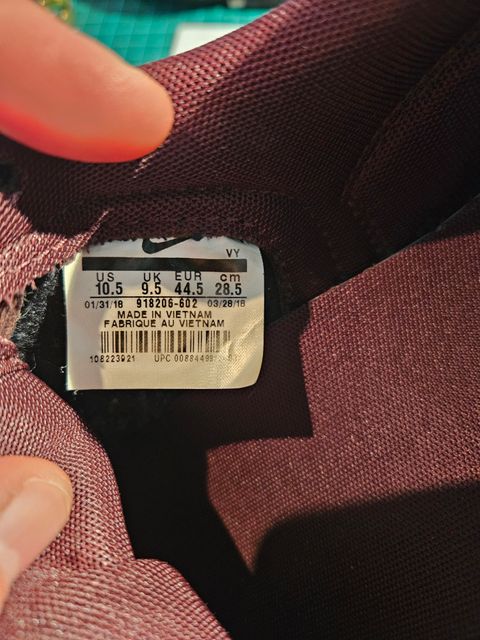 VY
US UK EUR cm
10.5 9.5 44.5 28.5
01/31/18 918206-602 03/28/18
MADE IN VIETNAM
FABRIQUE AU VIETNAM
108223921 UPC